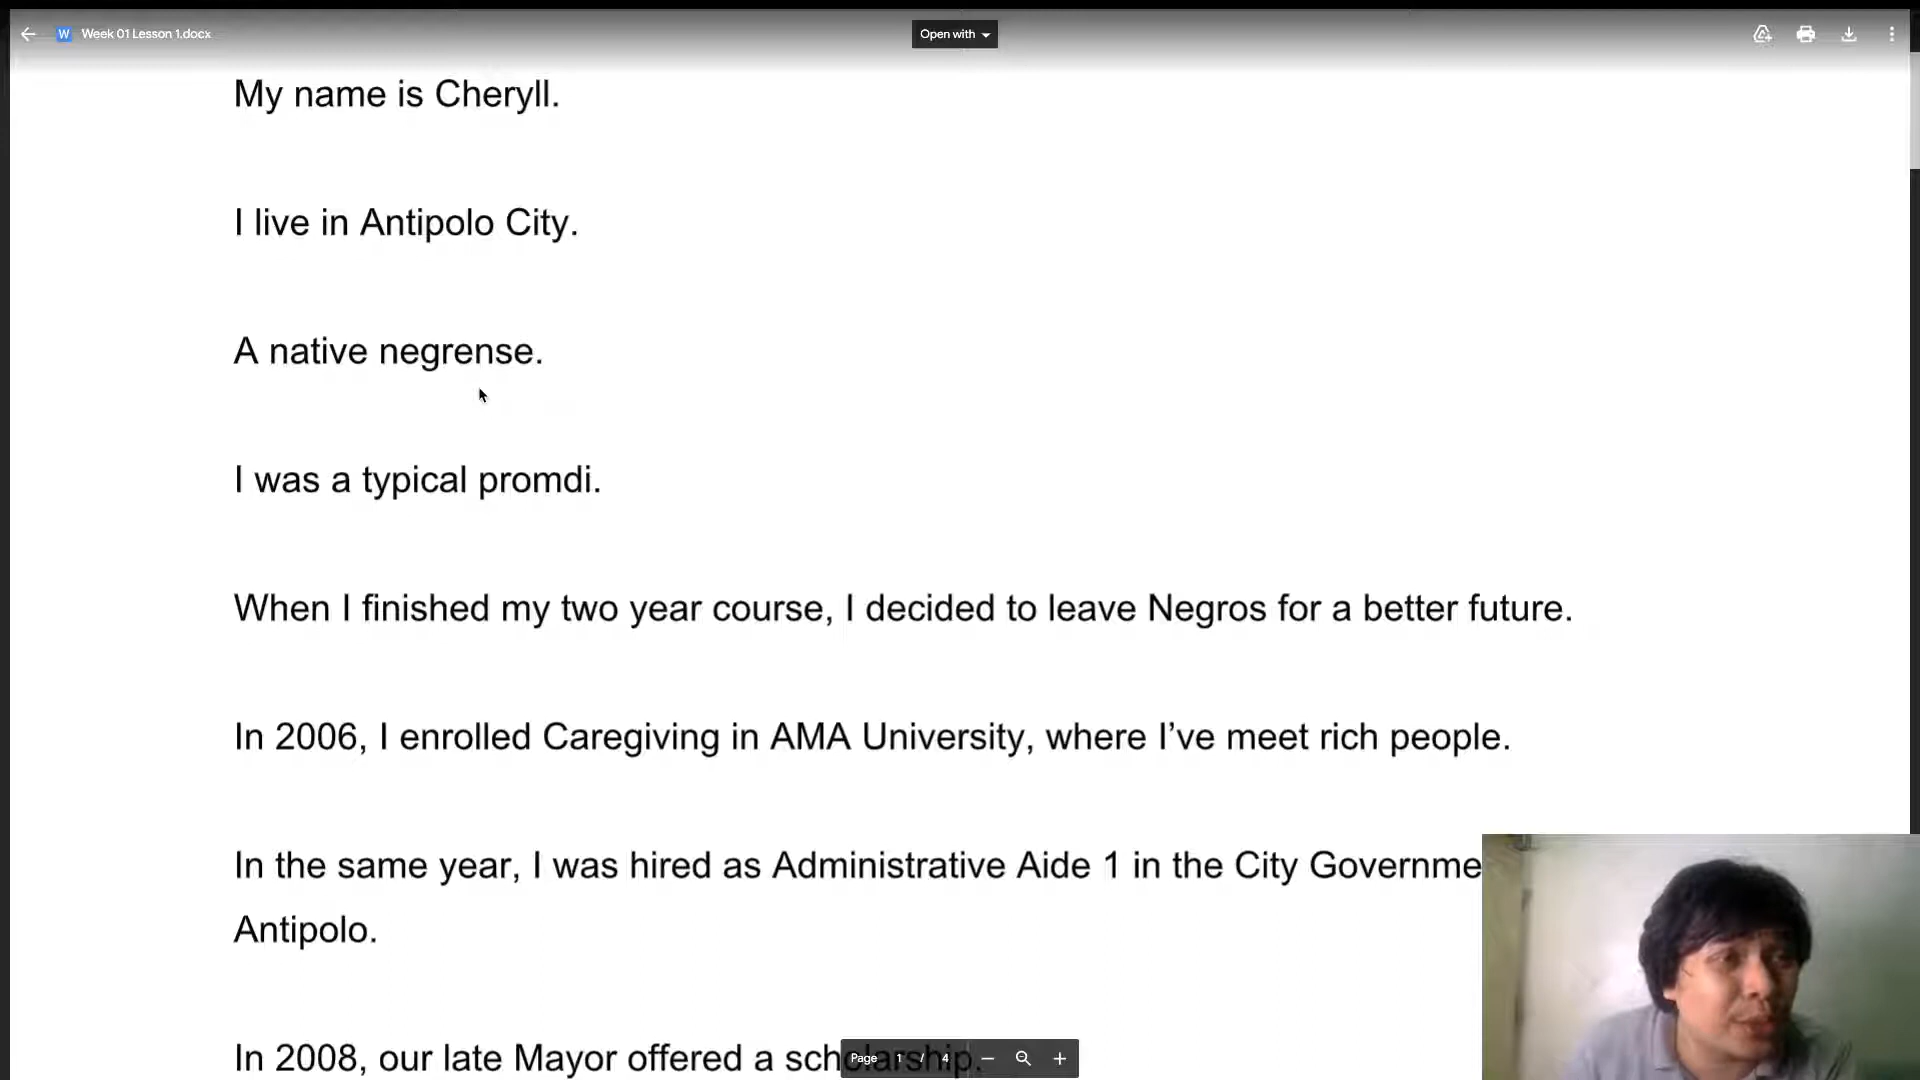 Week 01 Lesson 1.docx
Open with
My name is Cheryll.
I live in Antipolo City.
A native negrense.
I was a typical promdi.
When I finished my two year course, I decided to leave Negros for a better future.
In 2006, I enrolled Caregiving in AMA University, where I've meet rich people.
In the same year, I was hired as Administrative Aide 1 in the City Governme
Antipolo.
In 2008, our late Mayor offered a scholarship.
Page 1 / 4